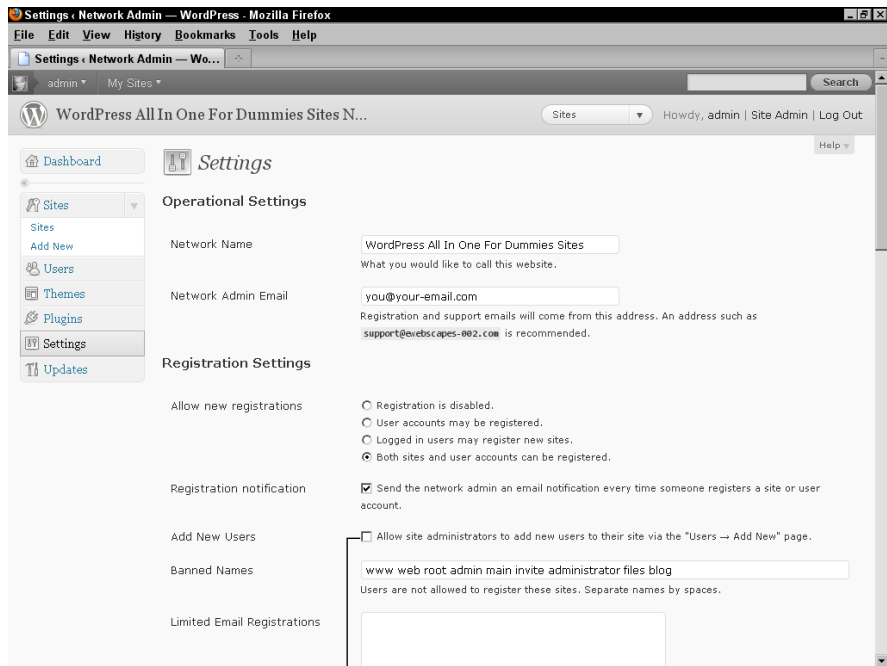 Settings ‹ Network Admin — WordPress - Mozilla Firefox
File Edit View History Bookmarks Tools Help
Settings ‹ Network Admin — Wo...
admin My Sites Search
WordPress All In One For Dummies Sites N... Sites Howdy, admin | Site Admin | Log Out
Help
Dashboard
Settings
Sites
Sites
Add New
Users
Themes
Plugins
Settings
Updates
Operational Settings
Network Name WordPress All In One For Dummies Sites
What you would like to call this website.
Network Admin Email you@your-email.com
Registration and support emails will come from this address. An address such as
support@ewebscapes-002.com is recommended.
Registration Settings
Allow new registrations Registration is disabled.
User accounts may be registered.
Logged in users may register new sites.
Both sites and user accounts can be registered.
Registration notification Send the network admin an email notification every time someone registers a site or user
account.
Add New Users Allow site administrators to add new users to their site via the "Users → Add New" page.
Banned Names www web root admin main invite administrator files blog
Users are not allowed to register these sites. Separate names by spaces.
Limited Email Registrations